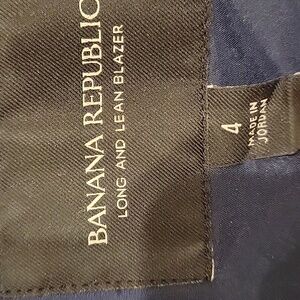 BANANA REPUBLIC
LONG AND LEAN BLAZER
4
MADE IN
JORDAN